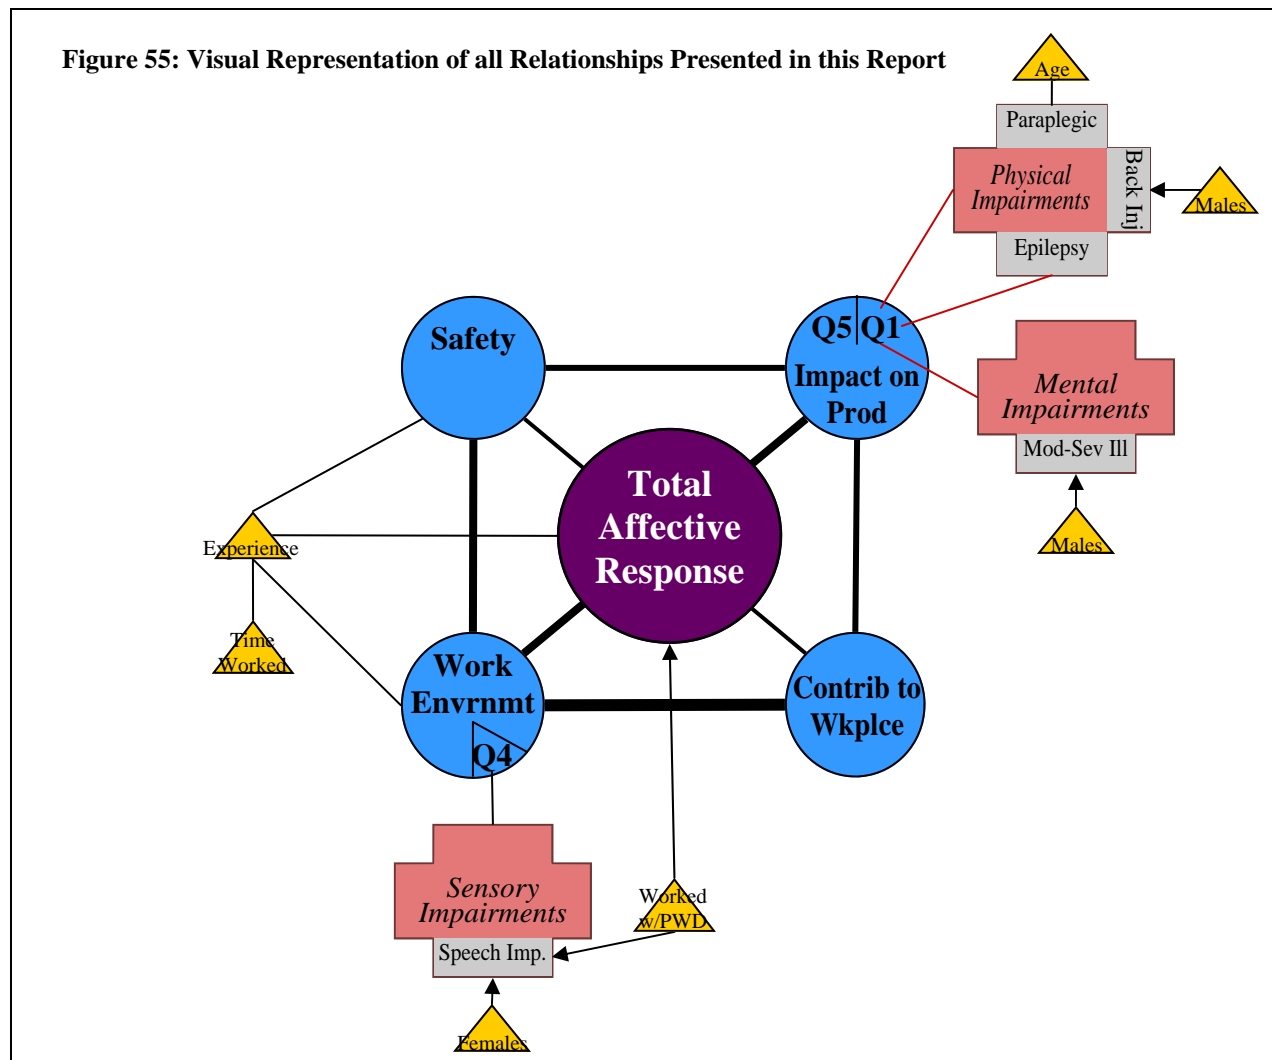 Figure 55: Visual Representation of all Relationships Presented in this Report
Age
Paraplegic
Physical
Impairments
Back Inj
Males
Epilepsy
Safety
Q5
Q1
Impact on
Prod
Mental
Impairments
Mod-Sev Ill
Males
Total
Affective
Response
Experience
Time
Worked
Work
Envrnmt
Q4
Contrib to
Wkplce
Sensory
Impairments
Speech Imp.
Worked
w/PWD
Females